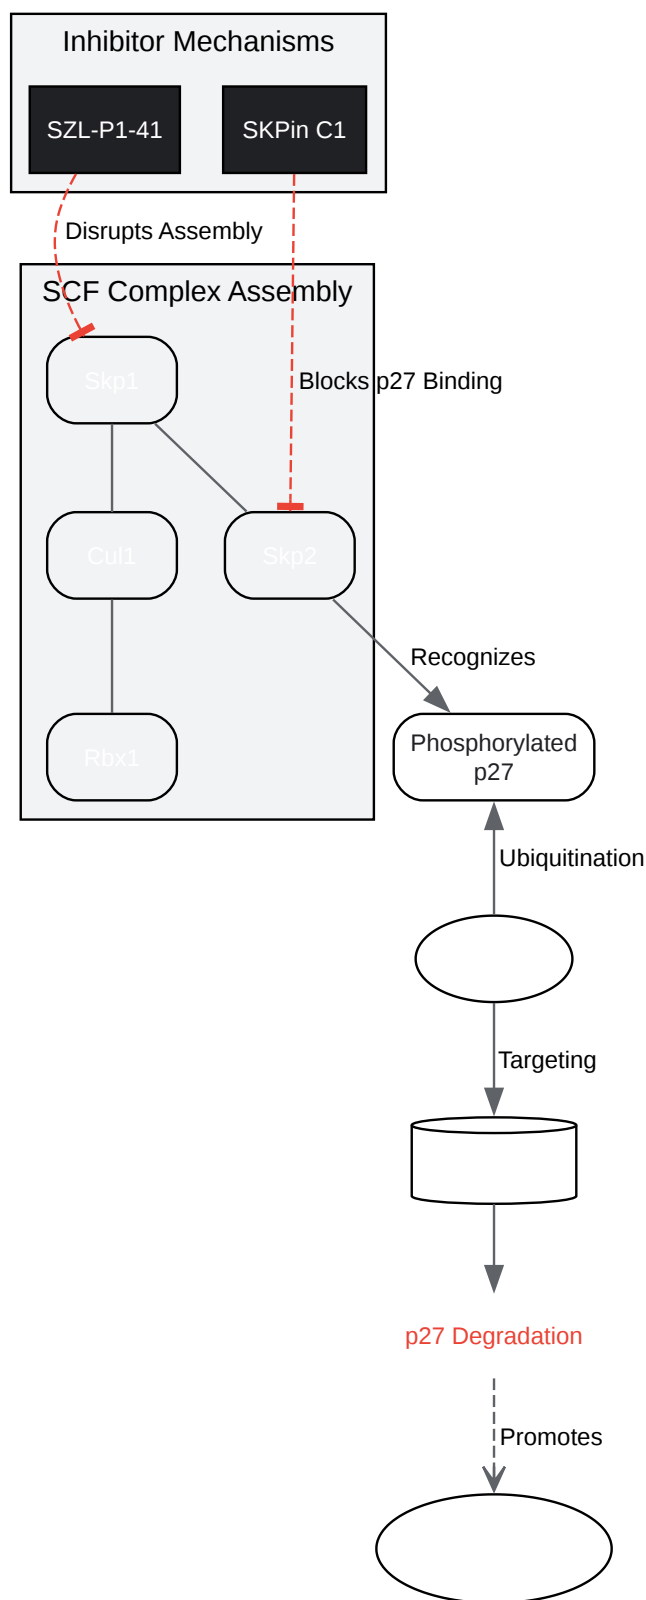 Inhibitor Mechanisms
SZL-P1-41
SKPin C1
Disrupts Assembly
SCF Complex Assembly
Skp1
Blocks p27 Binding
Cul1
Skp2
Recognizes
Rbx1
Phosphorylated
p27
Ubiquitination
Targeting
p27 Degradation
Promotes